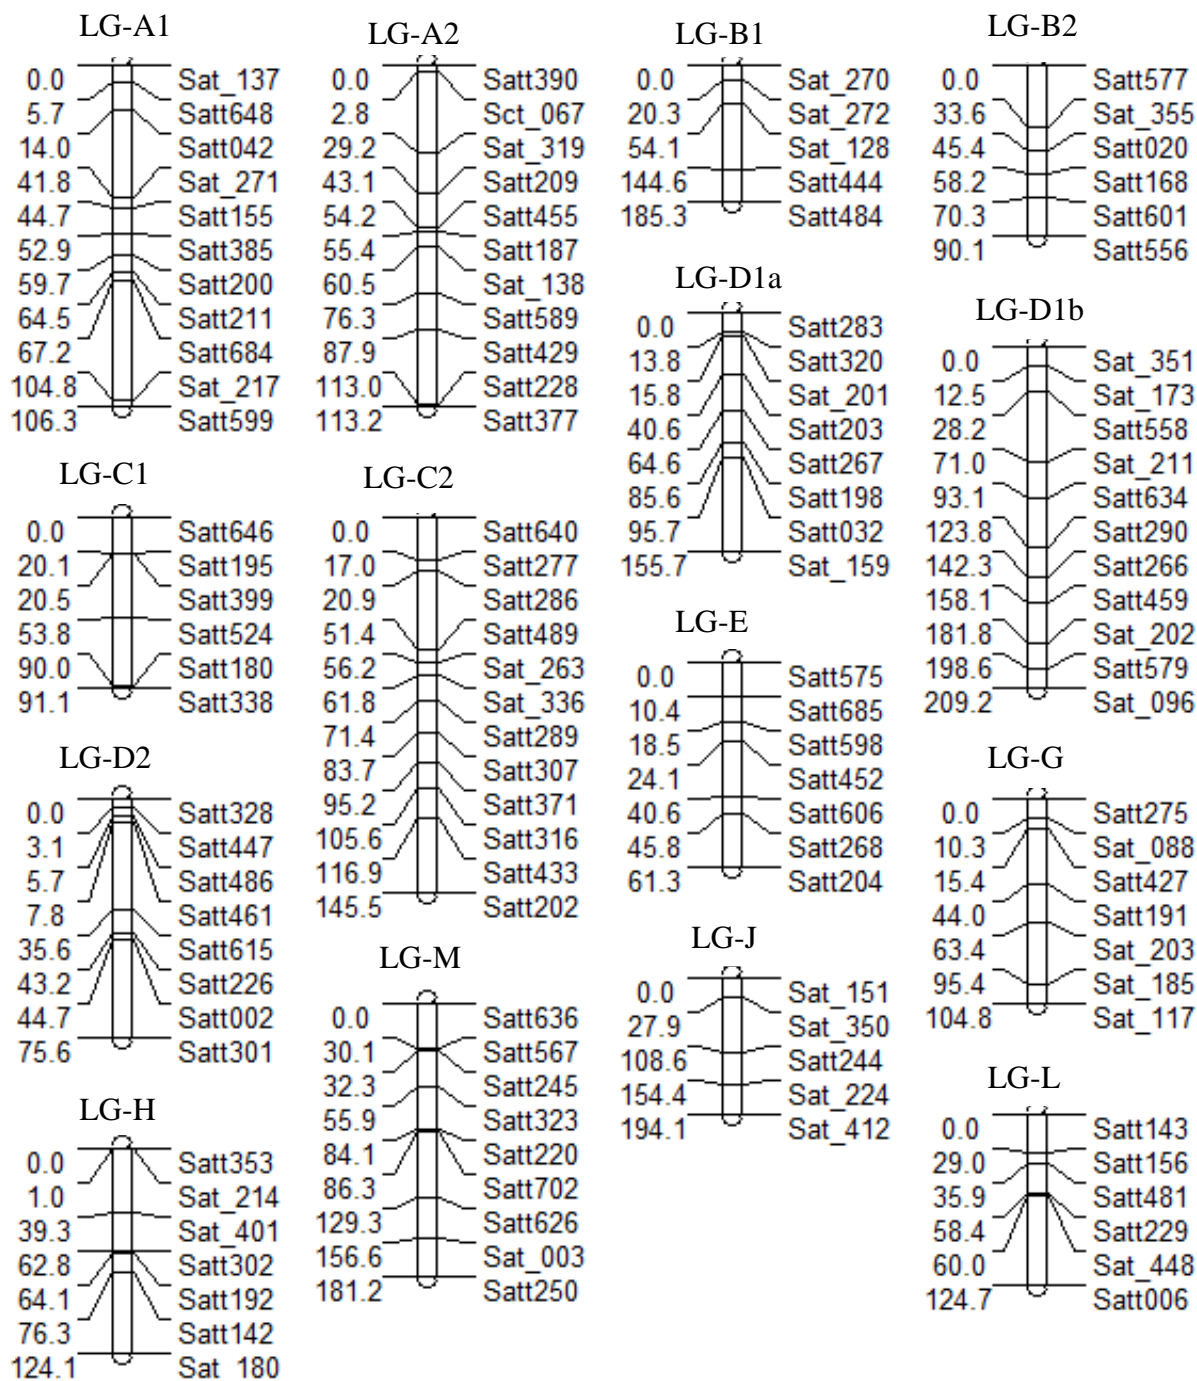 LG-A1
0.0 Sat_137
5.7 Satt648
14.0 Satt042
41.8 Sat_271
44.7 Satt155
52.9 Satt385
59.7 Satt200
64.5 Satt211
67.2 Satt684
104.8 Sat_217
106.3 Satt599
LG-A2
0.0 Satt390
2.8 Sct_067
29.2 Sat_319
43.1 Satt209
54.2 Satt455
55.4 Satt187
60.5 Sat_138
76.3 Satt589
87.9 Satt429
113.0 Satt228
113.2 Satt377
LG-B1
0.0 Sat_270
20.3 Sat_272
54.1 Sat_128
144.6 Satt444
185.3 Satt484
LG-B2
0.0 Satt577
33.6 Sat_355
45.4 Satt020
58.2 Satt168
70.3 Satt601
90.1 Satt556
LG-C1
0.0 Satt646
20.1 Satt195
20.5 Satt399
53.8 Satt524
90.0 Satt180
91.1 Satt338
LG-C2
0.0 Satt640
17.0 Satt277
20.9 Satt286
51.4 Satt489
56.2 Sat_263
61.8 Sat_336
71.4 Satt289
83.7 Satt307
95.2 Satt371
105.6 Satt316
116.9 Satt433
145.5 Satt202
LG-D1a
0.0 Satt283
13.8 Satt320
15.8 Sat_201
40.6 Satt203
64.6 Satt267
85.6 Satt198
95.7 Satt032
155.7 Sat_159
LG-D1b
0.0 Sat_351
12.5 Sat_173
28.2 Satt558
71.0 Sat_211
93.1 Satt634
123.8 Satt290
142.3 Satt266
158.1 Satt459
181.8 Sat_202
198.6 Satt579
209.2 Sat_096
LG-D2
0.0 Satt328
3.1 Satt447
5.7 Satt486
7.8 Satt461
35.6 Satt615
43.2 Satt226
44.7 Satt002
75.6 Satt301
LG-E
0.0 Satt575
10.4 Satt685
18.5 Satt598
24.1 Satt452
40.6 Satt606
45.8 Satt268
61.3 Satt204
LG-G
0.0 Satt275
10.3 Sat_088
15.4 Satt427
44.0 Satt191
63.4 Sat_203
95.4 Sat_185
104.8 Sat_117
LG-H
0.0 Satt353
1.0 Sat_214
39.3 Sat_401
62.8 Satt302
64.1 Satt192
76.3 Satt142
124.1 Sat_180
LG-M
0.0 Satt636
30.1 Satt567
32.3 Satt245
55.9 Satt323
84.1 Satt220
86.3 Satt702
129.3 Satt626
156.6 Sat_003
181.2 Satt250
LG-J
0.0 Sat_151
27.9 Sat_350
108.6 Satt244
154.4 Sat_224
194.1 Sat_412
LG-L
0.0 Satt143
29.0 Satt156
35.9 Satt481
58.4 Satt229
60.0 Sat_448
124.7 Satt006